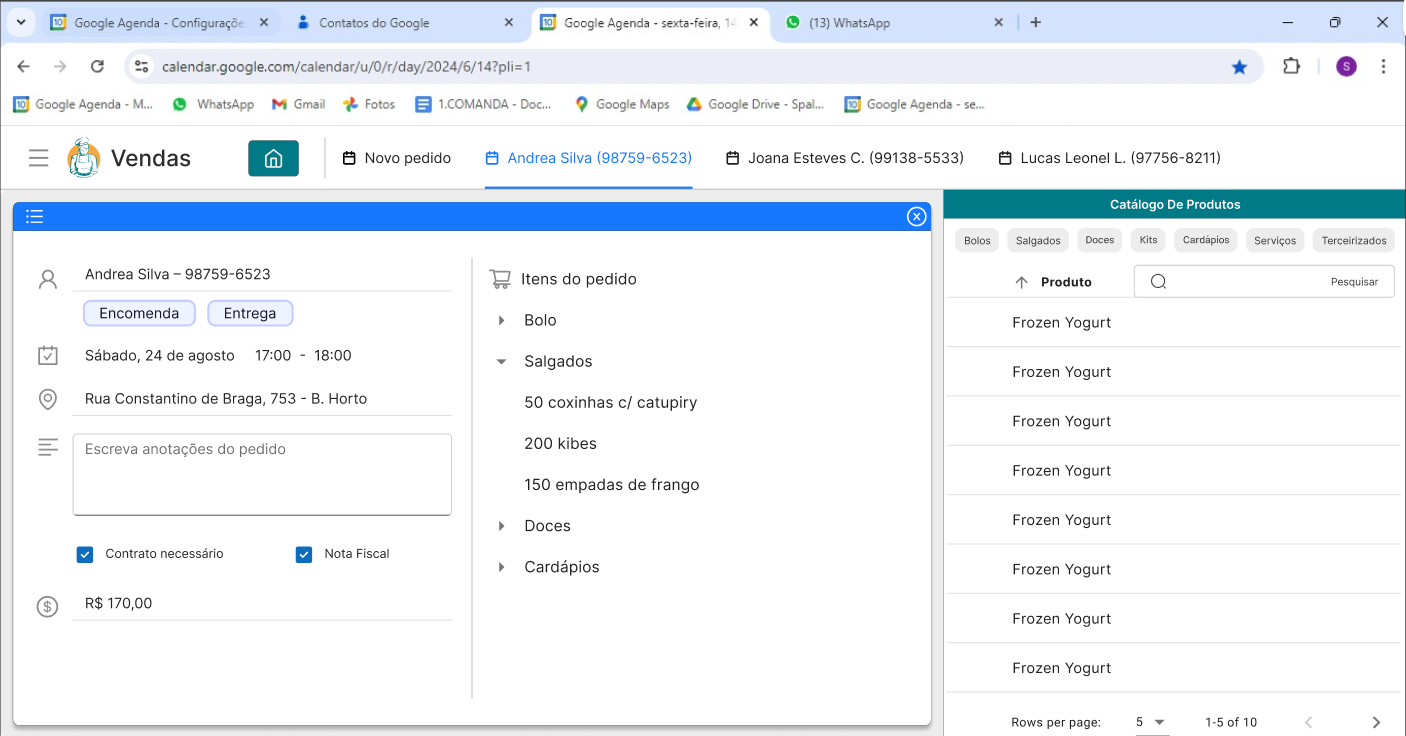 Google Agenda - Configuraçõe
Contatos do Google
Google Agenda - sexta-feira, 14
(13) WhatsApp
calendar.google.com/calendar/u/0/r/day/2024/6/14?pli=1
S
Google Agenda - M...
WhatsApp
Gmail
Fotos
1.COMANDA - Doc...
Google Maps
Google Drive - Spal...
Google Agenda - se...
Vendas
Novo pedido
Andrea Silva (98759-6523)
Joana Esteves C. (99138-5533)
Lucas Leonel L. (97756-8211)
Andrea Silva – 98759-6523
Encomenda
Entrega
Sábado, 24 de agosto 17:00 - 18:00
Rua Constantino de Braga, 753 - B. Horto
Escreva anotações do pedido
Contrato necessário
Nota Fiscal
R$ 170,00
Itens do pedido
Bolo
Salgados
50 coxinhas c/ catupiry
200 kibes
150 empadas de frango
Doces
Cardápios
Catálogo De Produtos
Bolos
Salgados
Doces
Kits
Cardápios
Serviços
Terceirizados
Produto
Pesquisar
Frozen Yogurt
Frozen Yogurt
Frozen Yogurt
Frozen Yogurt
Frozen Yogurt
Frozen Yogurt
Frozen Yogurt
Frozen Yogurt
Rows per page: 5 1-5 of 10